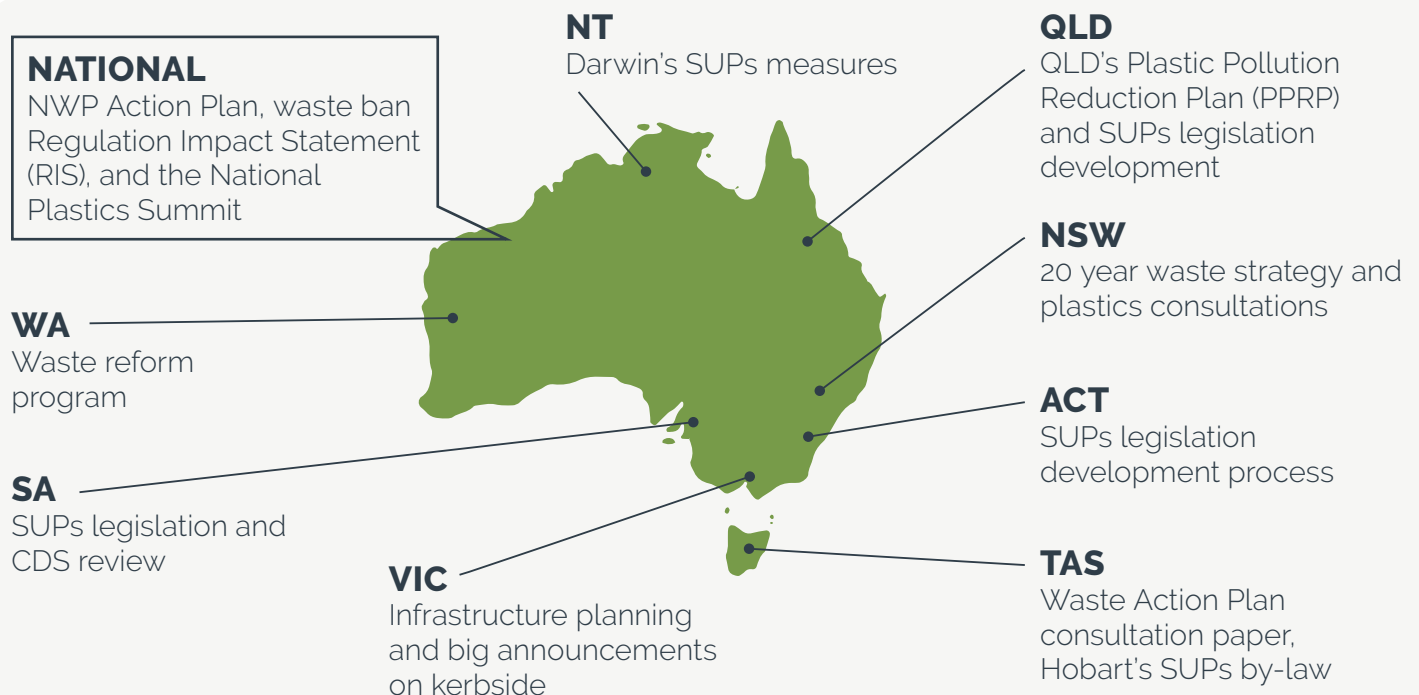 NATIONAL
NWP Action Plan, waste ban
Regulation Impact Statement
(RIS), and the National
Plastics Summit
NT
Darwin's SUPs measures
QLD
QLD's Plastic Pollution
Reduction Plan (PPRP)
and SUPs legislation
development
NSW
20 year waste strategy and
plastics consultations
WA
Waste reform
program
ACT
SUPs legislation
development process
SA
SUPs legislation and
CDS review
VIC
Infrastructure planning
and big announcements
on kerbside
TAS
Waste Action Plan
consultation paper,
Hobart's SUPs by-law